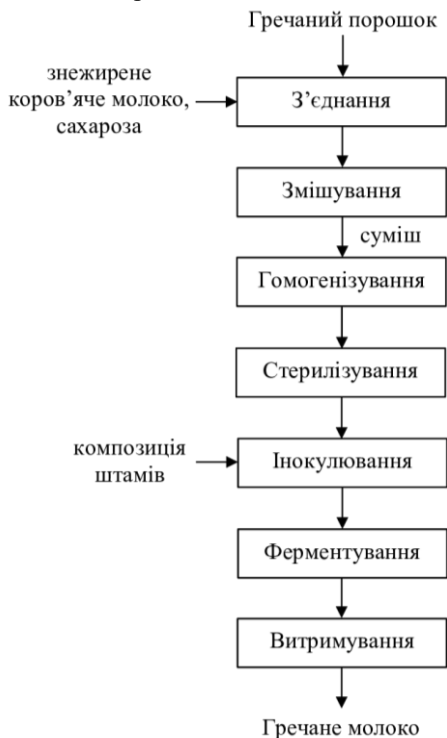 Гречаний порошок
знежирене
коров’яче молоко,
сахароза
З’єднання
Змішування
суміш
Гомогенізування
Стерилізування
композиція
штамів
Інокулювання
Ферментування
Витримування
Гречане молоко